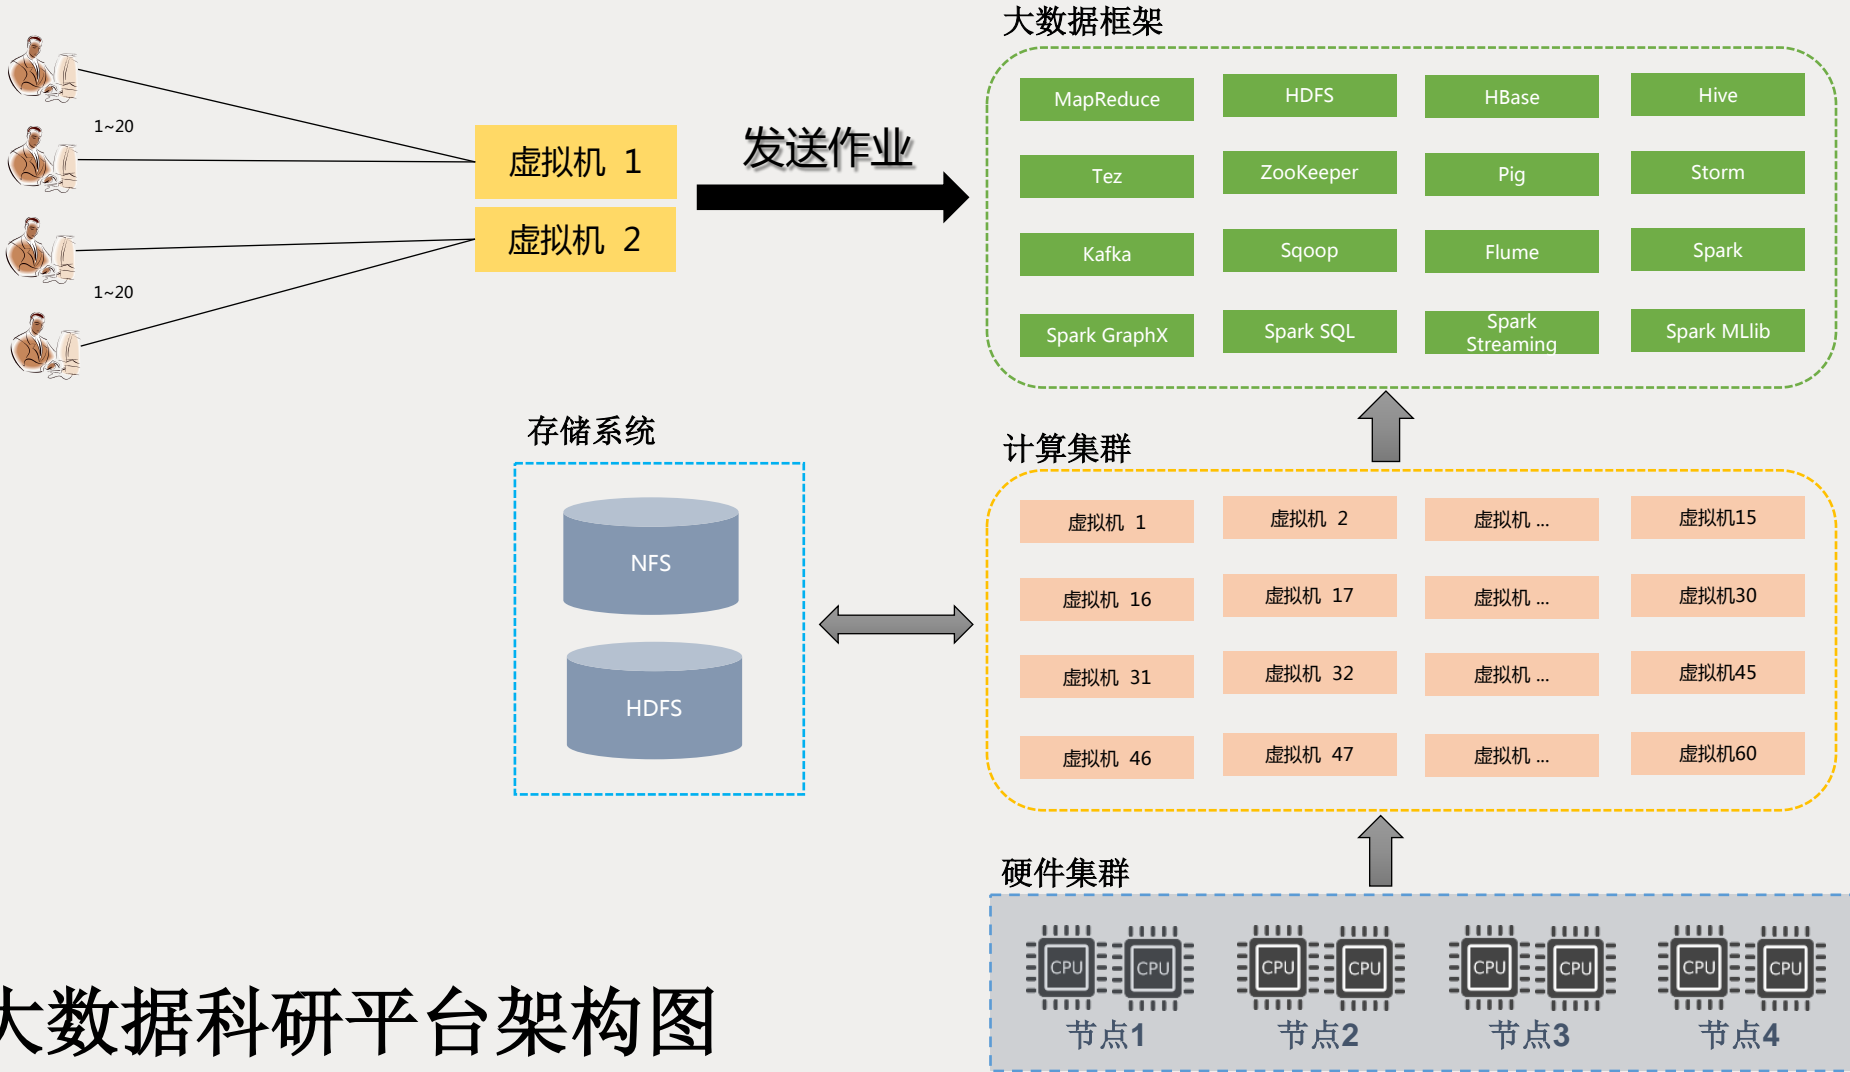 大数据框架
MapReduce
HDFS
HBase
Hive
Tez
ZooKeeper
Pig
Storm
Kafka
Sqoop
Flume
Spark
Spark GraphX
Spark SQL
Spark
Streaming
Spark MLlib
1~20
1~20
虚拟机 1
虚拟机 2
发送作业
存储系统
NFS
HDFS
计算集群
虚拟机 1
虚拟机 2
虚拟机 ...
虚拟机15
虚拟机 16
虚拟机 17
虚拟机 ...
虚拟机30
虚拟机 31
虚拟机 32
虚拟机 ...
虚拟机45
虚拟机 46
虚拟机 47
虚拟机 ...
虚拟机60
硬件集群
CPU
CPU
CPU
CPU
CPU
CPU
CPU
CPU
节点1
节点2
节点3
节点4
大数据科研平台架构图